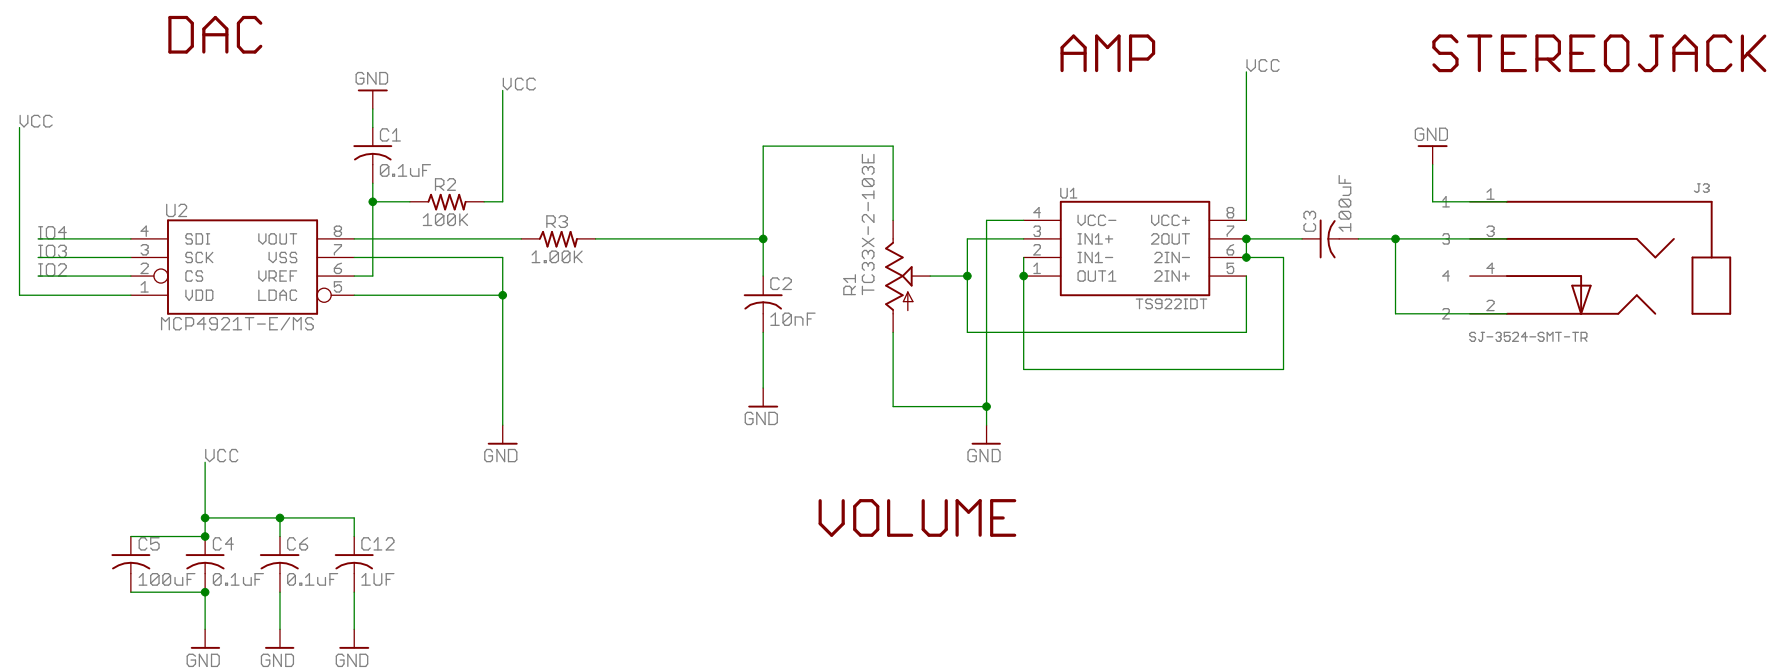 DAC
AMP
STEREOJACK
VCC
GND
VCC
VCC
C1
0.1uF
R2
100K
U2
IO4
IO3
IO2
4
3
2
1
SDI
SCK
CS
VDD
VOUT
VSS
VREF
LDAC
8
7
6
5
MCP4921T-E/MS
R3
1.00K
GND
C2
10nF
GND
R1
TC33X-2-103E
U1
4
3
2
1
VCC-
IN1+
IN1-
OUT1
VCC+
2OUT
2IN-
2IN+
8
7
6
5
TS922IDT
GND
C3
100uF
GND
1
3
4
2
1
3
4
2
J3
SJ-3524-SMT-TR
VCC
C5
100uF
C4
0.1uF
C6
0.1uF
C12
1UF
GND
GND
GND
VOLUME